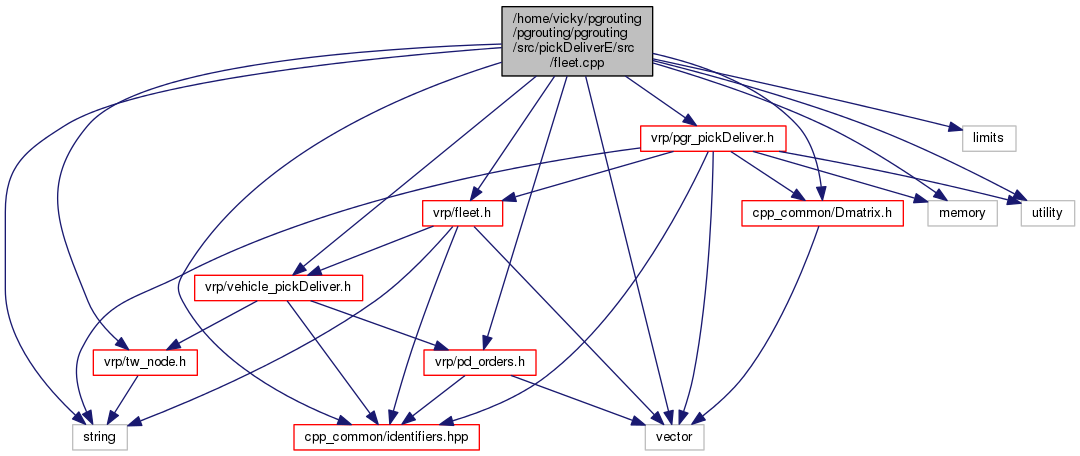 /home/vicky/pgrouting
/pgrouting/pgrouting
/src/pickDeliverE/src
/fleet.cpp
vrp/pgr_pickDeliver.h
limits
vrp/fleet.h
cpp_common/Dmatrix.h
memory
utility
vrp/vehicle_pickDeliver.h
vrp/tw_node.h
vrp/pd_orders.h
string
cpp_common/identifiers.hpp
vector